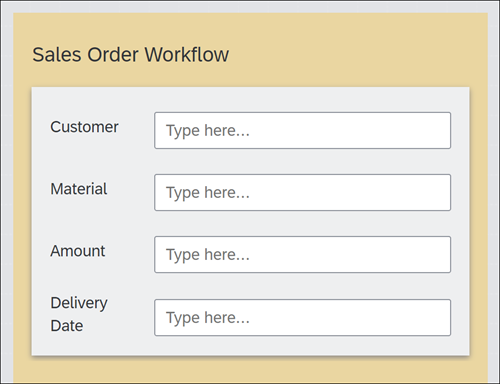 Sales Order Workflow
Customer
Type here...
Material
Type here...
Amount
Type here...
Delivery
Date
Type here...